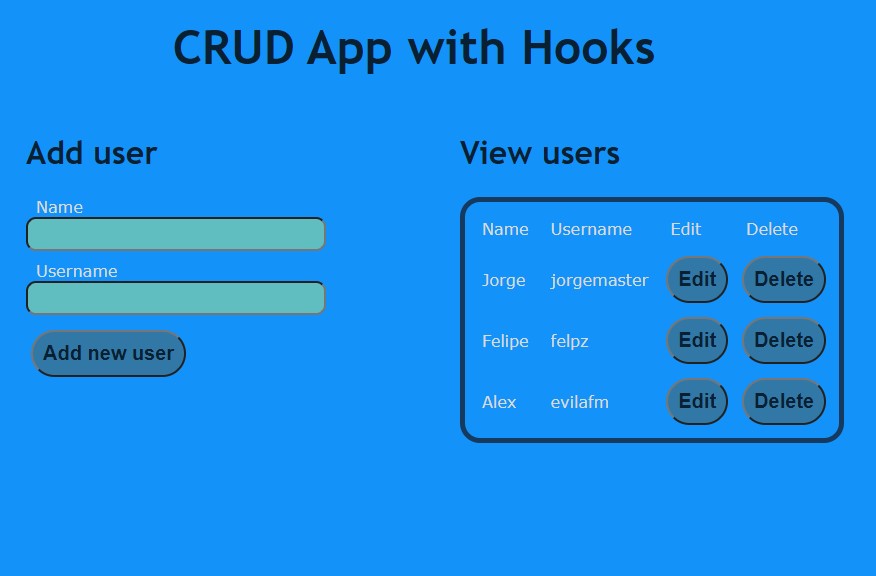 CRUD App with Hooks
Add user
Name
Username
Add new user
View users
Name Username Edit Delete
Jorge jorgemaster Edit Delete
Felipe felpz Edit Delete
Alex evilafm Edit Delete